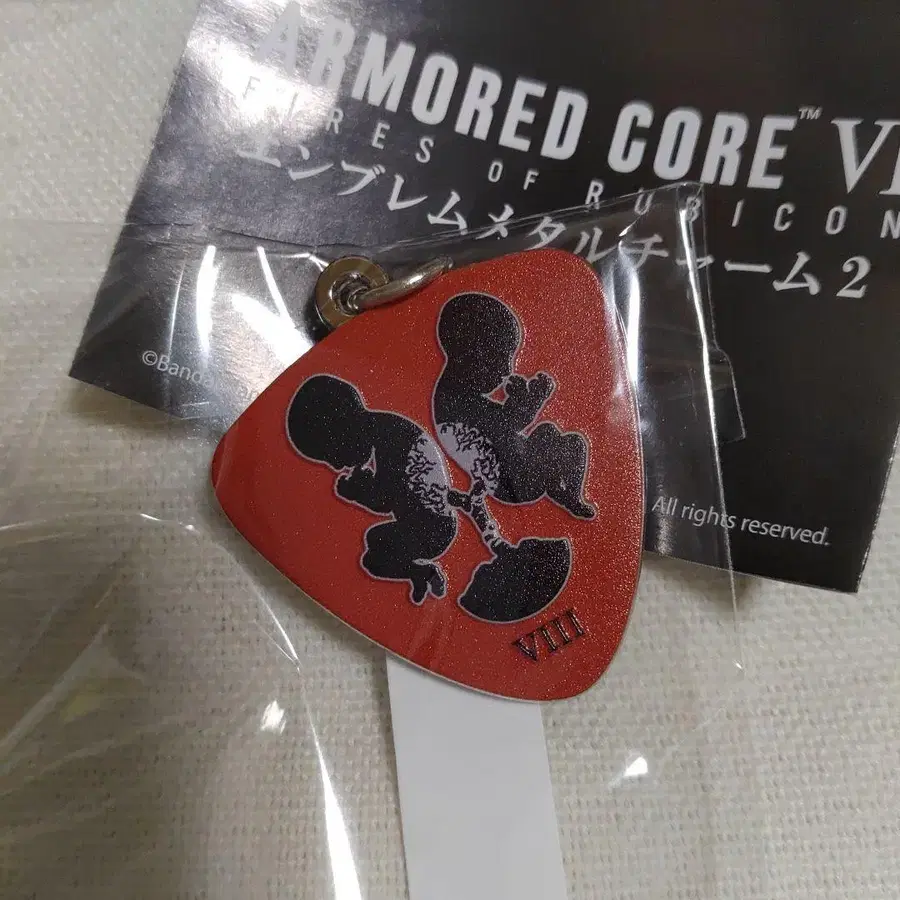 ARMORED CORE™ VI
FIRES OF RUBICON
エンブレムメタルチャーム2
©Banda
All rights reserved.
VIII